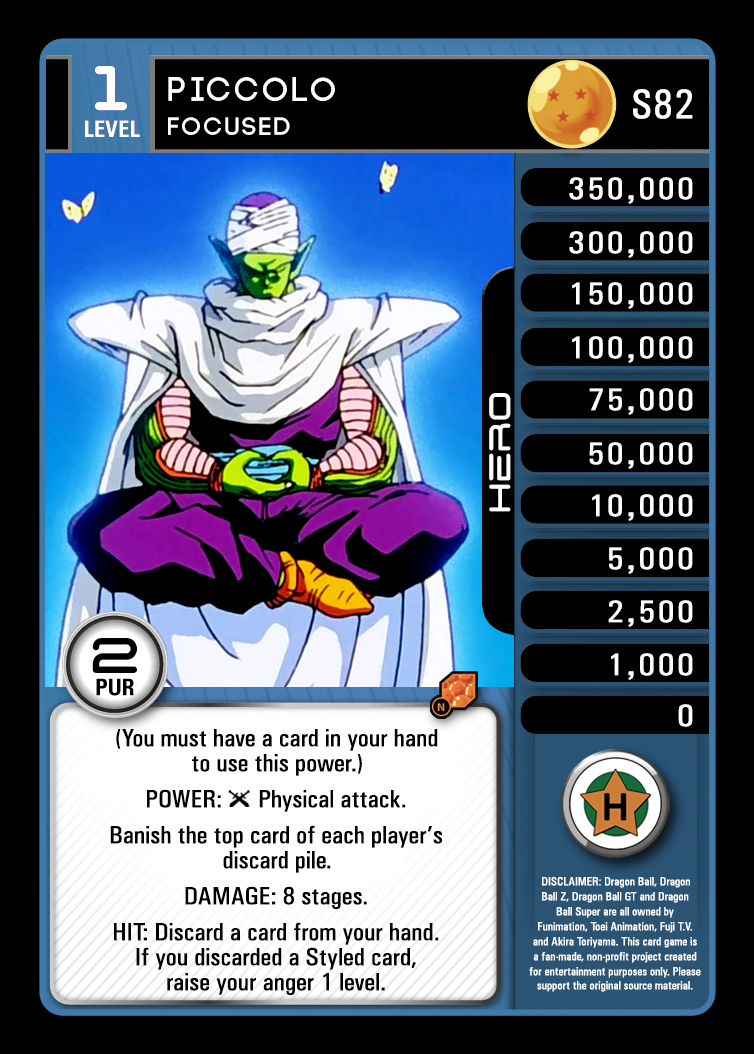 1
LEVEL
PICCOLO
FOCUSED
S82
350,000
300,000
150,000
100,000
75,000
50,000
10,000
5,000
2,500
1,000
0
HERO
2
PUR
N
(You must have a card in your hand
to use this power.)
POWER: Physical attack.
Banish the top card of each player's
discard pile.
DAMAGE: 8 stages.
HIT: Discard a card from your hand.
If you discarded a Styled card,
raise your anger 1 level.
H
DISCLAIMER: Dragon Ball, Dragon
Ball Z, Dragon Ball GT and Dragon
Ball Super are all owned by
Funimation, Toei Animation, Fuji T.V.
and Akira Toriyama. This card game is
a fan-made, non-profit project created
for entertainment purposes only. Please
support the original source material.